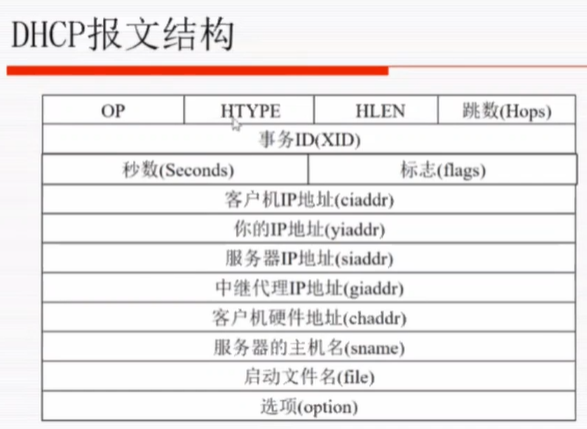 DHCP报文结构
OP HTYPE HLEN 跳数(Hops)
事务ID(XID)
秒数(Seconds) 标志(flags)
客户机IP地址(ciaddr)
你的IP地址(yiaddr)
服务器IP地址(siaddr)
中继代理IP地址(giaddr)
客户机硬件地址(chaddr)
服务器的主机名(sname)
启动文件名(file)
选项(option)